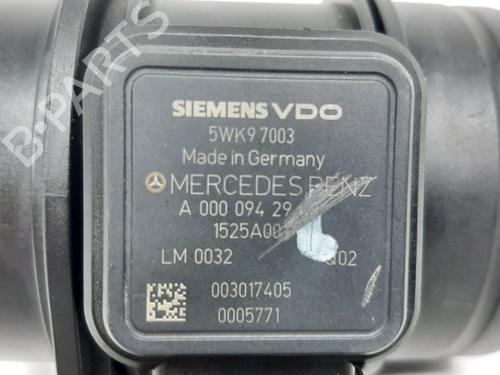 B-PARTS
SIEMENS VDO
5WK9 7003
Made in Germany
MERCEDES BENZ
A 000 094 29
1525A00
LM 0032 Q02
003017405
0005771